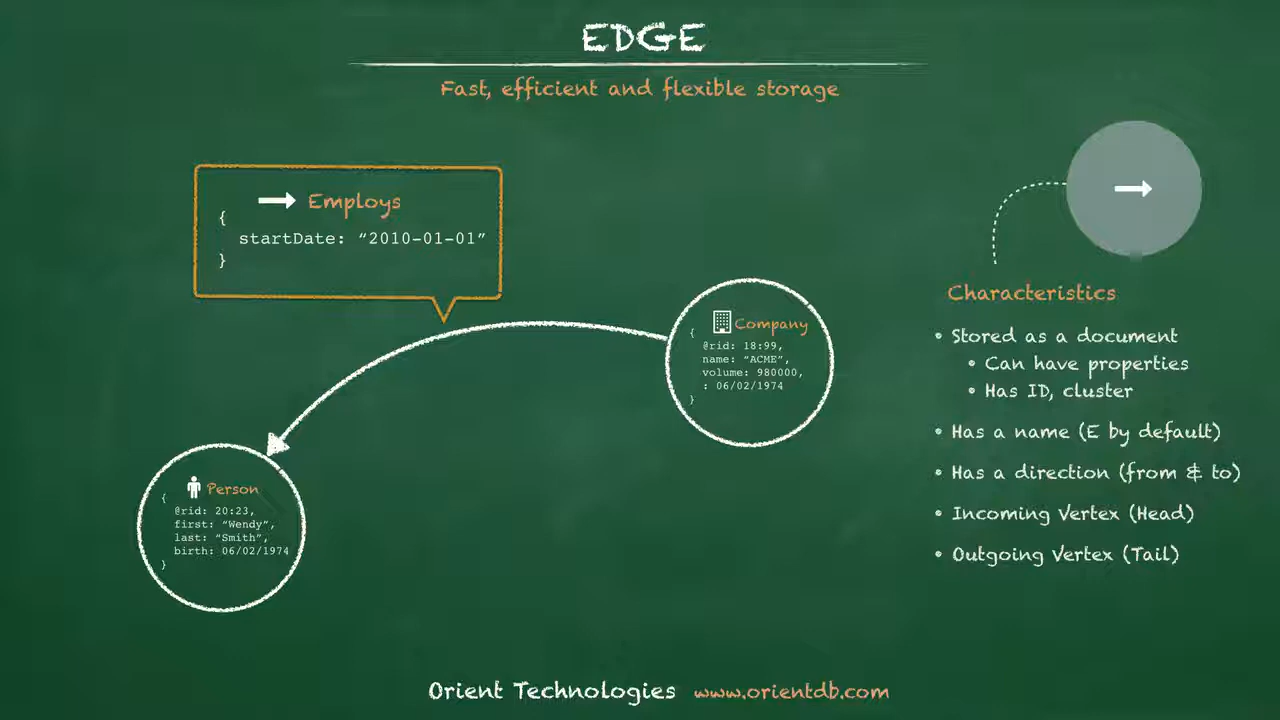 EDGE
Fast, efficient and flexible storage
Employs
{
startDate: “2010-01-01”
}
Company
{
@rid: 18:99,
name: “ACME”,
volume: 980000,
: 06/02/1974
}
Person
{
@rid: 20:23,
first: “Wendy”,
last: “Smith”,
birth: 06/02/1974
}
Characteristics
• Stored as a document
• Can have properties
• Has ID, cluster
• Has a name (E by default)
• Has a direction (from & to)
• Incoming Vertex (Head)
• Outgoing Vertex (Tail)
Orient Technologies www.orientdb.com